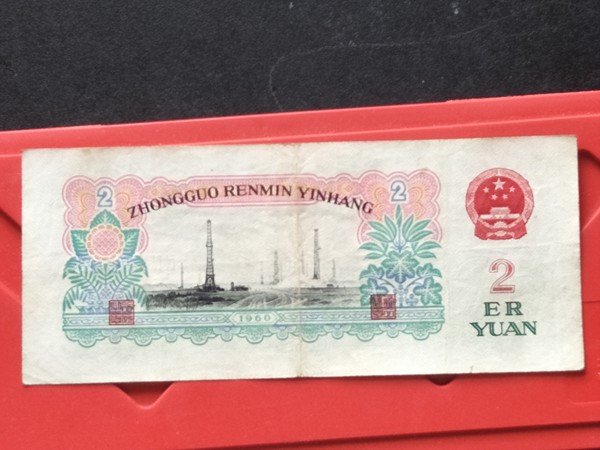 2 2
ZHONGGUO RENMIN YINHANG
1960
2
ER
YUAN